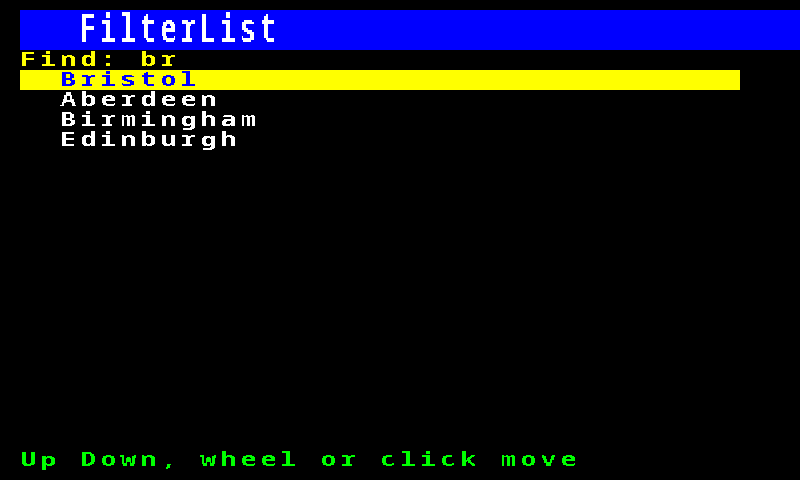 FilterList
Find: br
Bristol
Aberdeen
Birmingham
Edinburgh
Up Down, wheel or click move